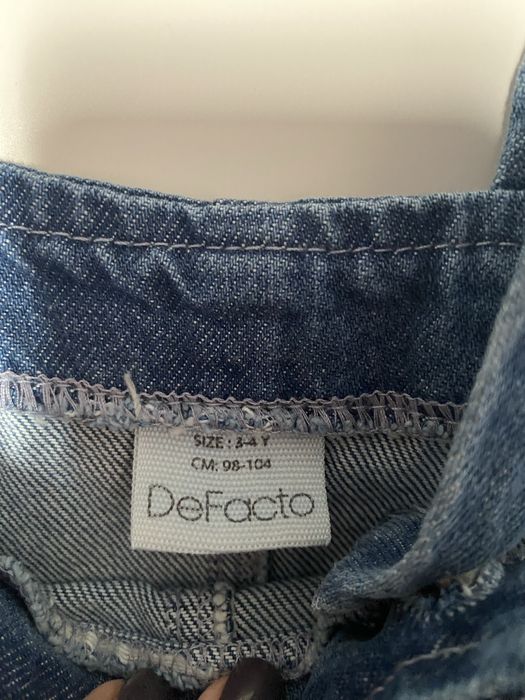 SIZE : 3-4 Y
CM: 98-104
DeFacto